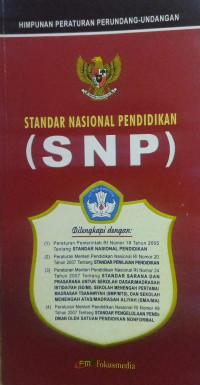 HIMPUNAN PERATURAN PERUNDANG-UNDANGAN
STANDAR NASIONAL PENDIDIKAN
(SNP)
Dilengkapi dengan:
(1) Peraturan Pemerintah RI Nomor 19 Tahun 2005
Tentang STANDAR NASIONAL PENDIDIKAN
(2) Peraturan Menteri Pendidikan Nasional RI Nomor 20
Tahun 2007 Tentang STANDAR PENILAIAN PENDIDIKAN
(3) Peraturan Menteri Pendidikan Nasional RI Nomor 24
Tahun 2007 Tentang STANDAR SARANA DAN
PRASARANA UNTUK SEKOLAH DASAR/MADRASAH
IBTIDAIYAH (SD/MI), SEKOLAH MENENGAH PERTAMA/
MADRASAH TSANAWIYAH (SMP/MTS), DAN SEKOLAH
MENENGAH ATAS/MADRASAH ALIYAH (SMA/MA)
(4) Peraturan Menteri Pendidikan Nasional RI Nomor 49
Tahun 2007 Tentang STANDAR PENGELOLAAN PENDI-
DIKAN OLEH SATUAN PENDIDIKAN NONFORMAL
Fokusmedia